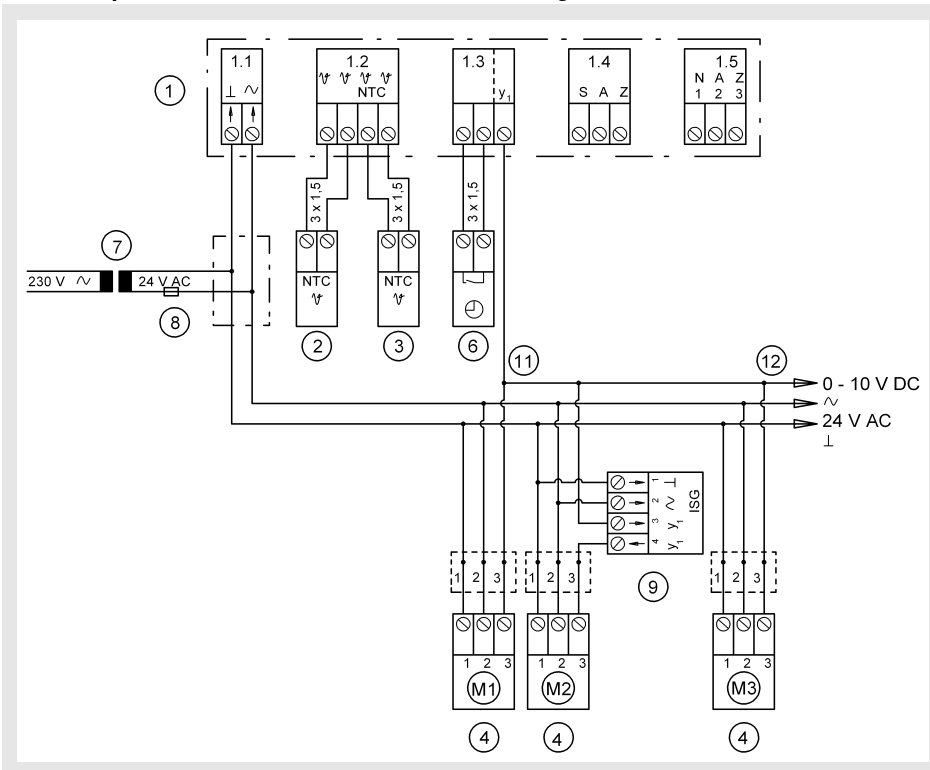 1.1 1.2 1.3 1.4 1.5
N A Z
NTC y1 S A Z 1 2 3
1
3 x 1,5 3 x 1,5 3 x 1,5
7
230 V 24 V AC
NTC NTC
8 2 3 6 11 12
0 - 10 V DC
24 V AC
1
2 ISG
3 y1
4 y1
9
1 2 3 1 2 3 1 2 3
1 2 3 1 2 3 1 2 3
M1 M2 M3
4 4 4